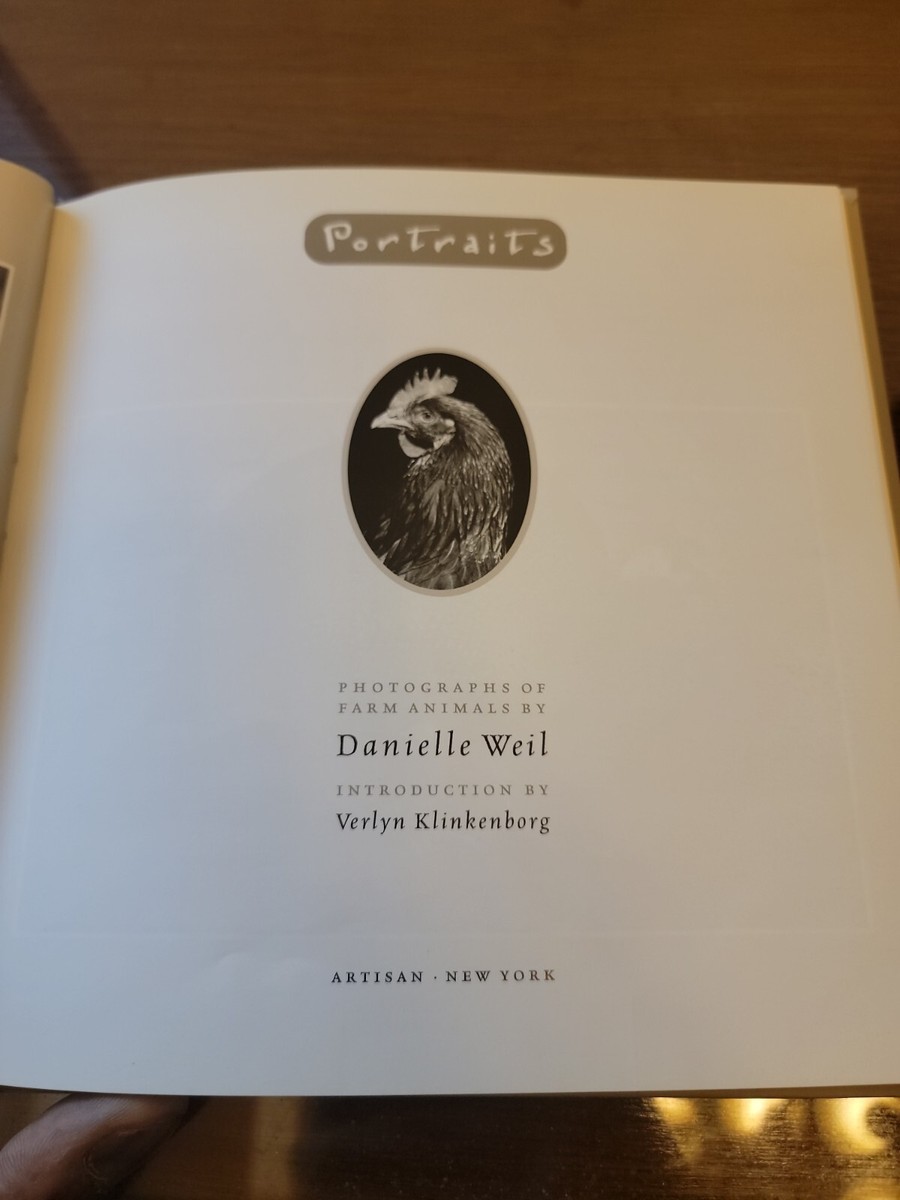 Portraits
PHOTOGRAPHS OF
FARM ANIMALS BY
Danielle Weil
INTRODUCTION BY
Verlyn Klinkenborg
ARTISAN · NEW YORK